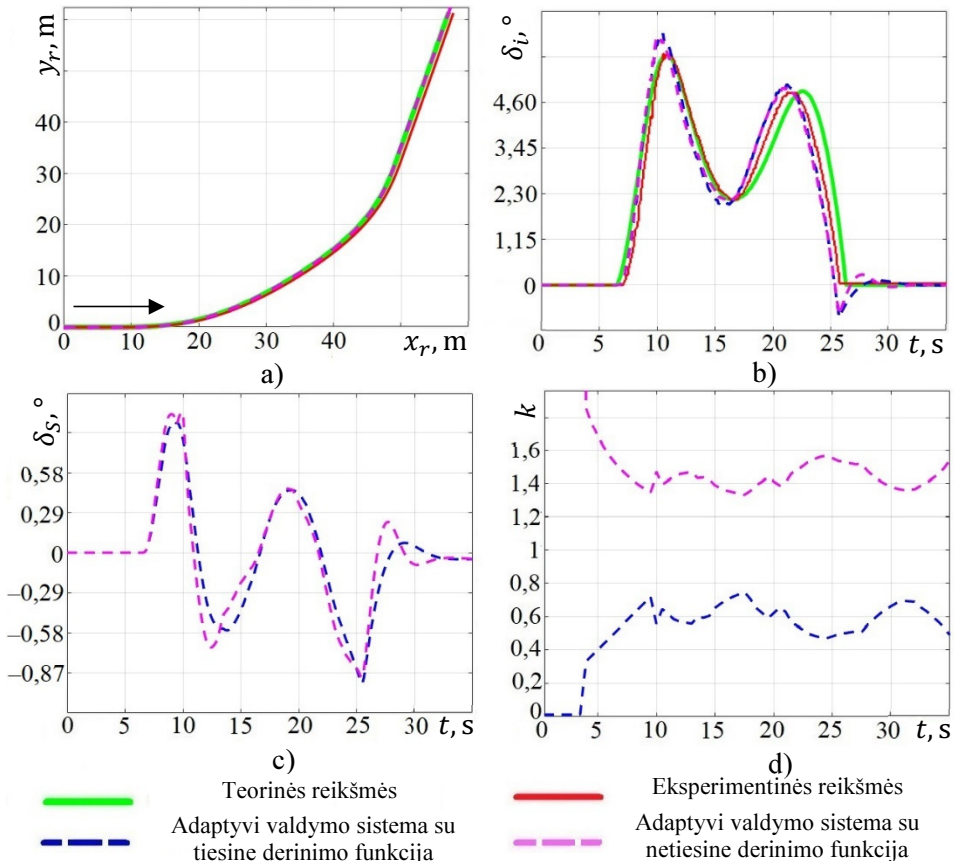 y_r, m
40
30
20
10
0
0 10 20 30 40 x_r, m
a)
δ_i, °
4,60
3,45
2,30
1,15
0
0 5 10 15 20 25 30 t, s
b)
δ_S, °
0,58
0,29
0
−0,29
−0,58
−0,87
0 5 10 15 20 25 30 t, s
c)
k
1,6
1,4
1,2
1
0,8
0,6
0,4
0,2
0
0 5 10 15 20 25 30 t, s
d)
Teorinės reikšmės
Eksperimentinės reikšmės
Adaptyvi valdymo sistema su
tiesine derinimo funkcija
Adaptyvi valdymo sistema su
netiesine derinimo funkcija